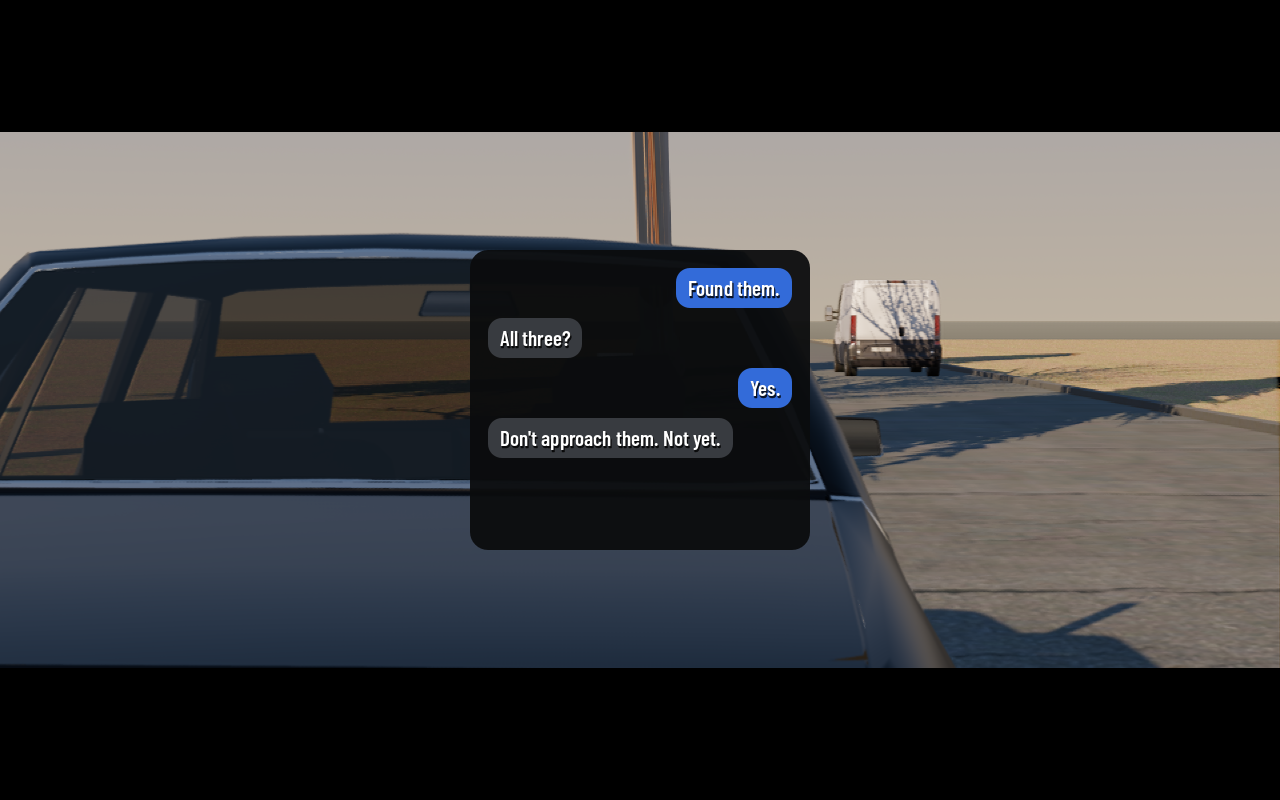 Found them.
All three?
Yes.
Don't approach them. Not yet.